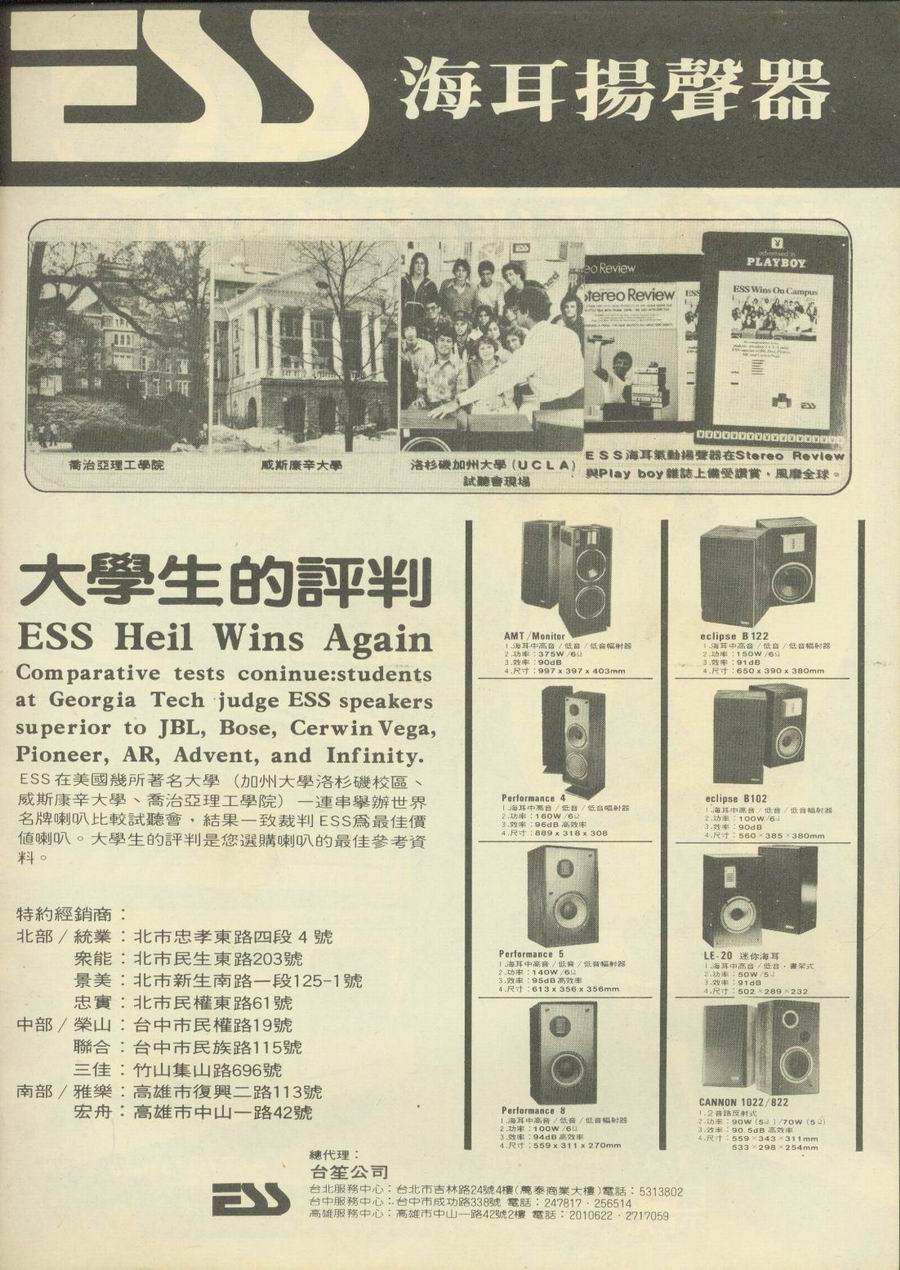 ESS
海耳揚聲器
Stereo Review
advertised in
PLAYBOY
ESS Wins On Campus
喬治亞理工學院
威斯康辛大學
洛杉磯加州大學(UCLA)
試聽會現場
ESS海耳氣動揚聲器在Stereo Review
與Play boy雜誌上備受讚賞，風靡全球。
大學生的評判
ESS Heil Wins Again
Comparative tests coninue:students
at Georgia Tech judge ESS speakers
superior to JBL, Bose, Cerwin Vega,
Pioneer, AR, Advent, and Infinity.
ESS在美國幾所著名大學（加州大學洛杉磯校區、
威斯康辛大學、喬治亞理工學院）一連串舉辦世界
名牌喇叭比較試聽會，結果一致裁判ESS爲最佳價
值喇叭。大學生的評判是您選購喇叭的最佳參考資
料。
特約經銷商：
北部／統業：北市忠孝東路四段4號
衆能：北市民生東路203號
景美：北市新生南路一段125-1號
忠實：北市民權東路61號
中部／榮山：台中市民權路19號
聯合：台中市民族路115號
三佳：竹山集山路696號
南部／雅樂：高雄市復興二路113號
宏舟：高雄市中山一路42號
AMT/Monitor
1.海耳中高音/低音/低音輻射器
2.功率：375W/6Ω
3.效率：90dB
4.尺寸：997x397x403mm
Performance 4
1.海耳中高音/低音/低音輻射器
2.功率：160W/6Ω
3.效率：96dB高效率
4.尺寸：889x318x308
Performance 5
1.海耳中高音/低音/低音輻射器
2.功率：140W/6Ω
3.效率：95dB高效率
4.尺寸：613x356x356mm
Performance 8
1.海耳中高音/低音/低音輻射器
2.功率：100W/6Ω
3.效率：94dB高效率
4.尺寸：559x311x270mm
eclipse B122
1.海耳中高音/低音/低音輻射器
2.功率：150W/6Ω
3.效率：91dB
4.尺寸：650x390x380mm
eclipse B102
1.海耳中高音/低音/低音輻射器
2.功率：100W/6Ω
3.效率：90dB
4.尺寸：560×385×380mm
LE-20 迷你海耳
1.海耳中高音/低音・書架式
2.功率：50W/5Ω
3.效率：91dB
4.尺寸：502×289×232
CANNON 1022/822
1.2音路反射式
2.功率：90W(5Ω)/70W(5Ω)
3.效率：90.5dB高效率
4.尺寸：559×343×311mm
533×298×254mm
ESS
總代理：
台笙公司
台北服務中心：台北市吉林路24號4樓(萬泰商業大樓)電話：5313802
台中服務中心：台中市成功路338號 電話：247817・256514
高雄服務中心：高雄市中山一路42號2樓 電話：2010622・2717059